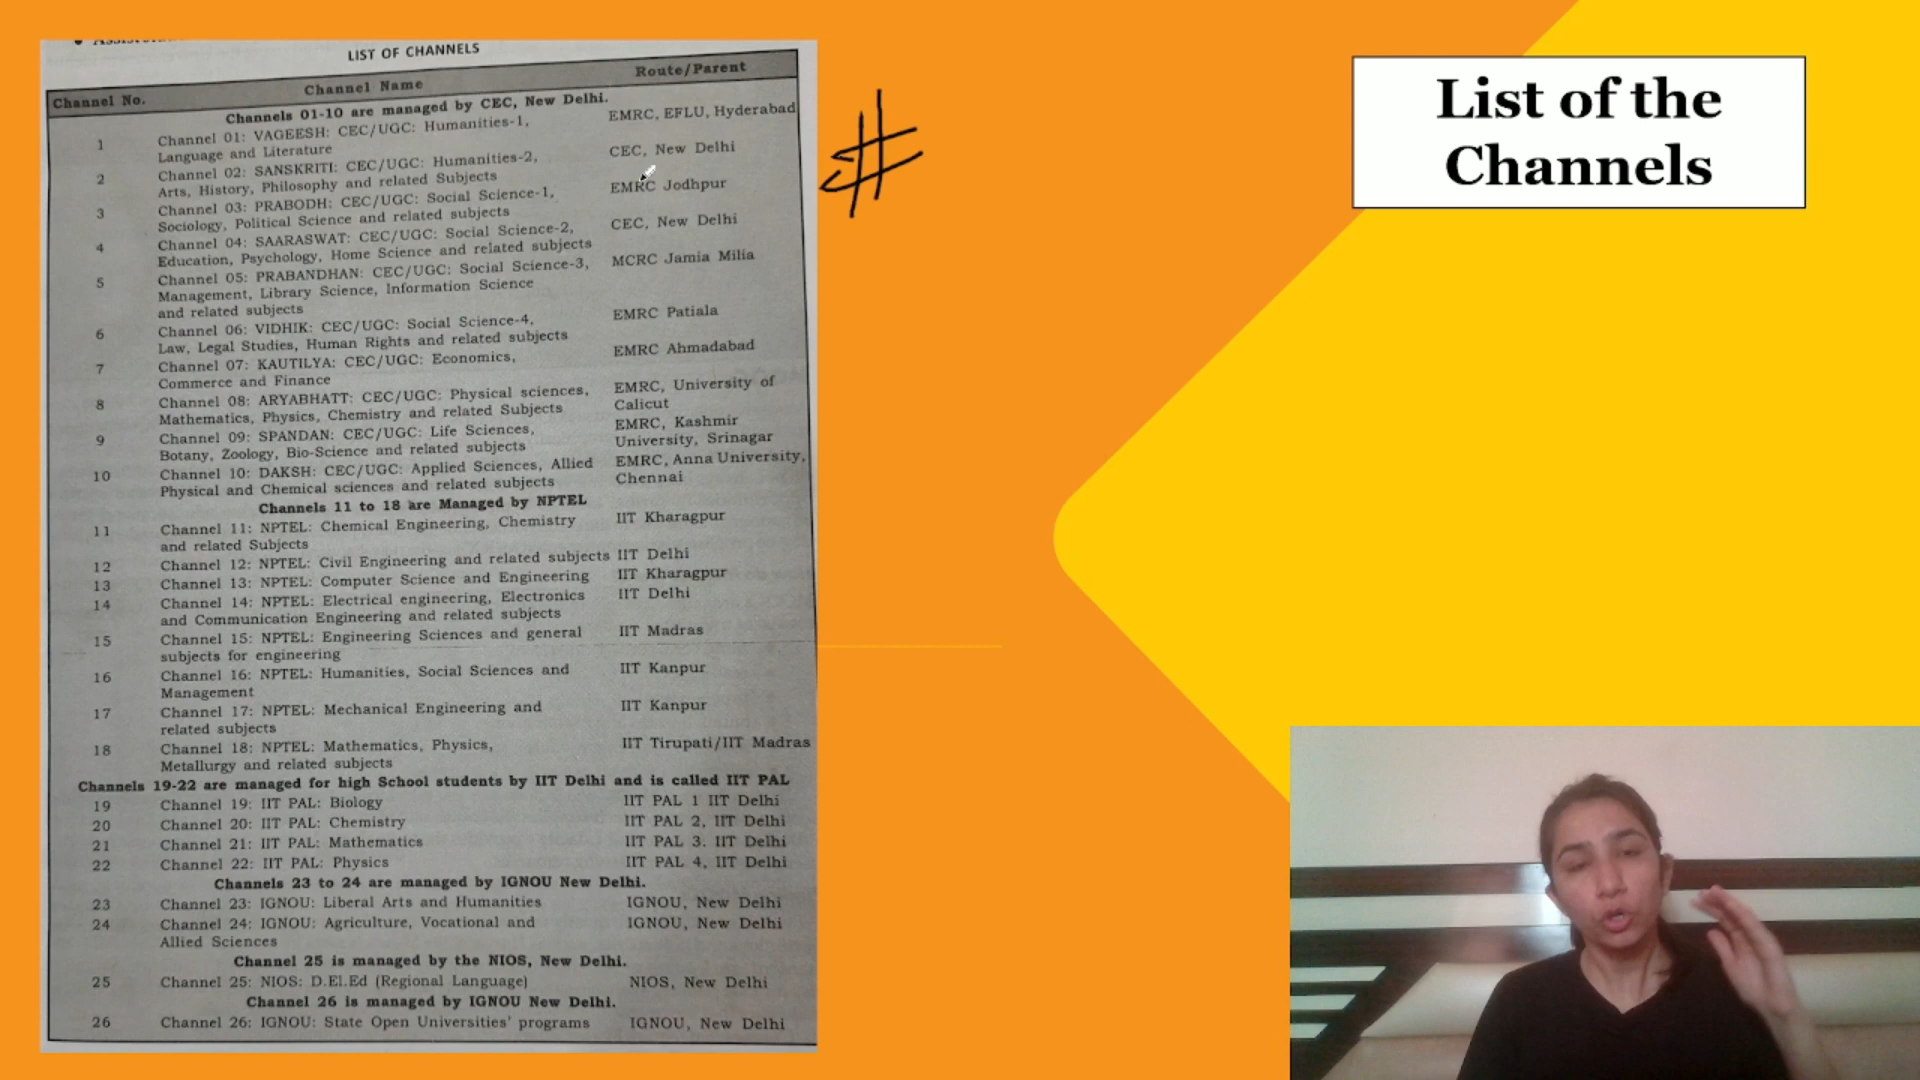 LIST OF CHANNELS
Channel No. Channel Name Route/Parent
Channels 01-10 are managed by CEC, New Delhi.
1 Channel 01: VAGEESH: CEC/UGC: Humanities-1, EMRC, EFLU, Hyderabad
Language and Literature
2 Channel 02: SANSKRITI: CEC/UGC: Humanities-2, CEC, New Delhi
Arts, History, Philosophy and related Subjects
3 Channel 03: PRABODH: CEC/UGC: Social Science-1, EMRC Jodhpur
Sociology, Political Science and related subjects
4 Channel 04: SAARASWAT: CEC/UGC: Social Science-2, CEC, New Delhi
Education, Psychology, Home Science and related subjects
5 Channel 05: PRABANDHAN: CEC/UGC: Social Science-3, MCRC Jamia Milia
Management, Library Science, Information Science
and related subjects
6 Channel 06: VIDHIK: CEC/UGC: Social Science-4, EMRC Patiala
Law, Legal Studies, Human Rights and related subjects
7 Channel 07: KAUTILYA: CEC/UGC: Economics, EMRC Ahmadabad
Commerce and Finance
8 Channel 08: ARYABHATT: CEC/UGC: Physical sciences, EMRC, University of
Mathematics, Physics, Chemistry and related Subjects Calicut
9 Channel 09: SPANDAN: CEC/UGC: Life Sciences, EMRC, Kashmir
Botany, Zoology, Bio-Science and related subjects University, Srinagar
10 Channel 10: DAKSH: CEC/UGC: Applied Sciences, Allied EMRC, Anna University,
Physical and Chemical sciences and related subjects Chennai
Channels 11 to 18 are Managed by NPTEL
11 Channel 11: NPTEL: Chemical Engineering, Chemistry IIT Kharagpur
and related Subjects
12 Channel 12: NPTEL: Civil Engineering and related subjects IIT Delhi
13 Channel 13: NPTEL: Computer Science and Engineering IIT Kharagpur
14 Channel 14: NPTEL: Electrical engineering, Electronics IIT Delhi
and Communication Engineering and related subjects
15 Channel 15: NPTEL: Engineering Sciences and general IIT Madras
subjects for engineering
16 Channel 16: NPTEL: Humanities, Social Sciences and IIT Kanpur
Management
17 Channel 17: NPTEL: Mechanical Engineering and IIT Kanpur
related subjects
18 Channel 18: NPTEL: Mathematics, Physics, IIT Tirupati/IIT Madras
Metallurgy and related subjects
Channels 19-22 are managed for high School students by IIT Delhi and is called IIT PAL
19 Channel 19: IIT PAL: Biology IIT PAL 1 IIT Delhi
20 Channel 20: IIT PAL: Chemistry IIT PAL 2, IIT Delhi
21 Channel 21: IIT PAL: Mathematics IIT PAL 3. IIT Delhi
22 Channel 22: IIT PAL: Physics IIT PAL 4, IIT Delhi
Channels 23 to 24 are managed by IGNOU New Delhi.
23 Channel 23: IGNOU: Liberal Arts and Humanities IGNOU, New Delhi
24 Channel 24: IGNOU: Agriculture, Vocational and IGNOU, New Delhi
Allied Sciences
Channel 25 is managed by the NIOS, New Delhi.
25 Channel 25: NIOS: D.El.Ed (Regional Language) NIOS, New Delhi
Channel 26 is managed by IGNOU New Delhi.
26 Channel 26: IGNOU: State Open Universities' programs IGNOU, New Delhi
#
List of the
Channels